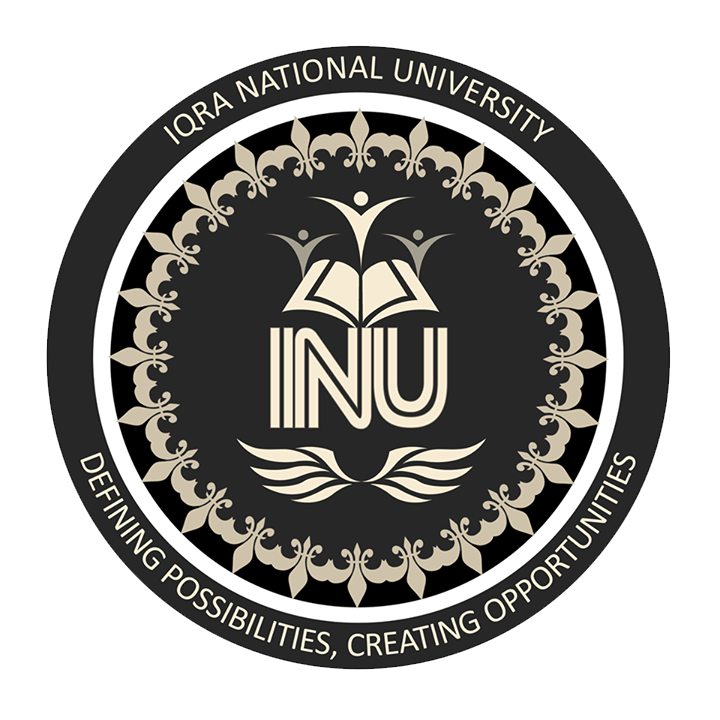 IQRA NATIONAL UNIVERSITY
INU
DEFINING POSSIBILITIES, CREATING OPPORTUNITIES